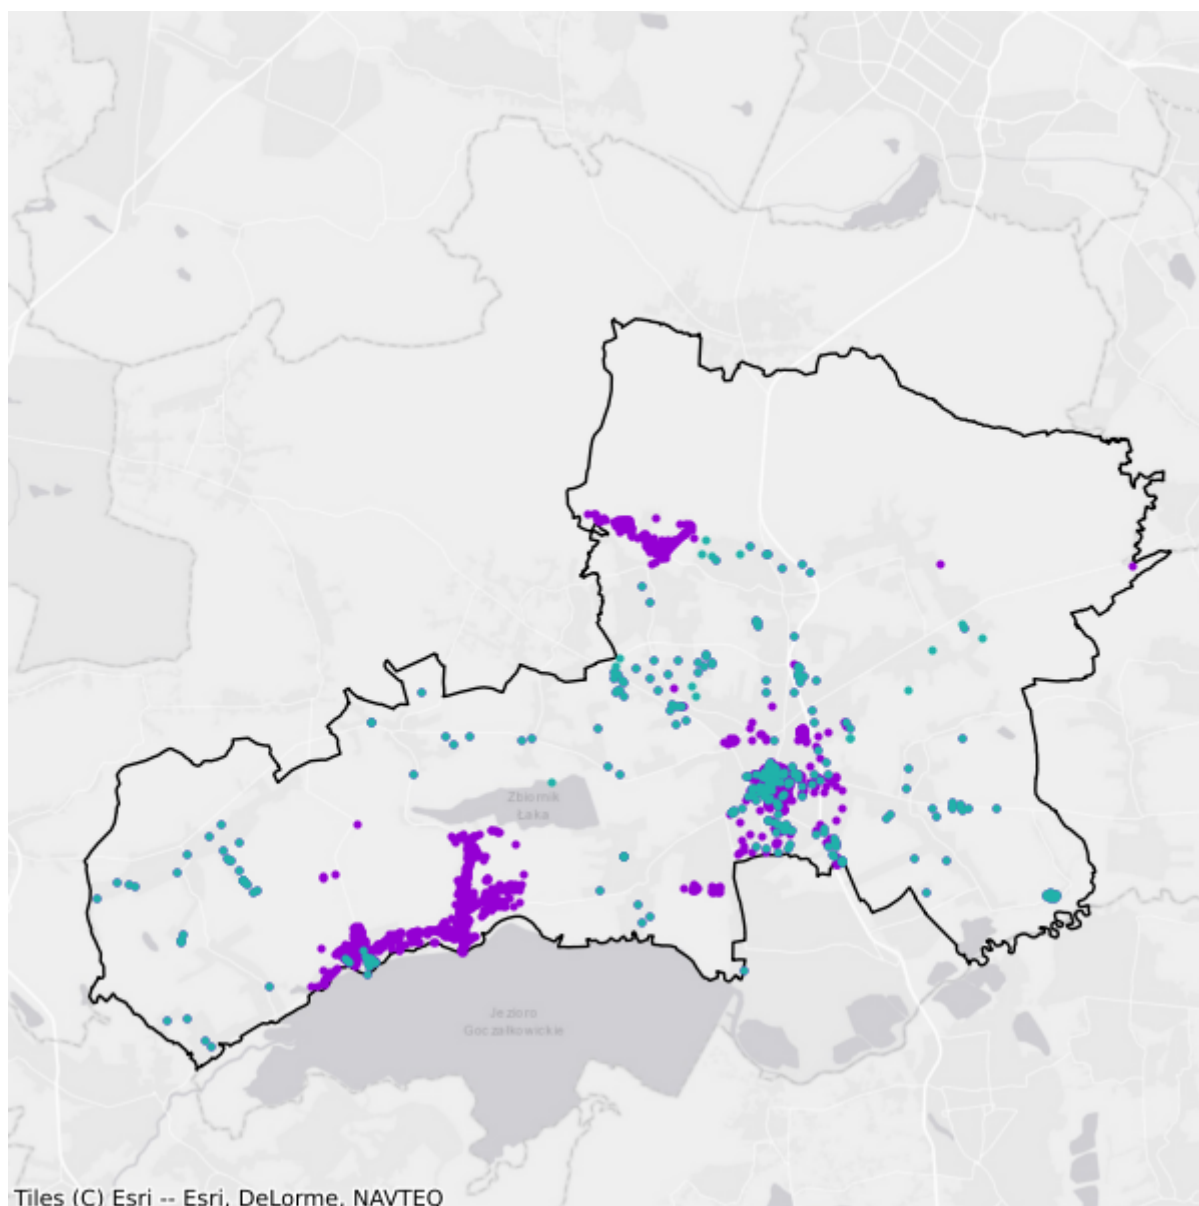 Zbiornik
Łąka
Jezioro
Goczałkowickie
Tiles (C) Esri -- Esri, DeLorme, NAVTEQ